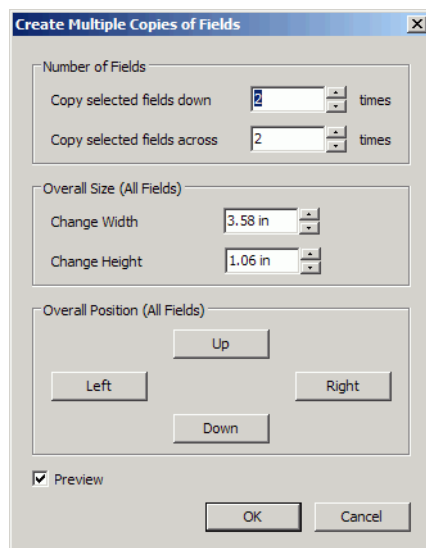 Create Multiple Copies of Fields
Number of Fields
Copy selected fields down 2 times
Copy selected fields across 2 times
Overall Size (All Fields)
Change Width 3.58 in
Change Height 1.06 in
Overall Position (All Fields)
Up
Left Right
Down
Preview
OK Cancel